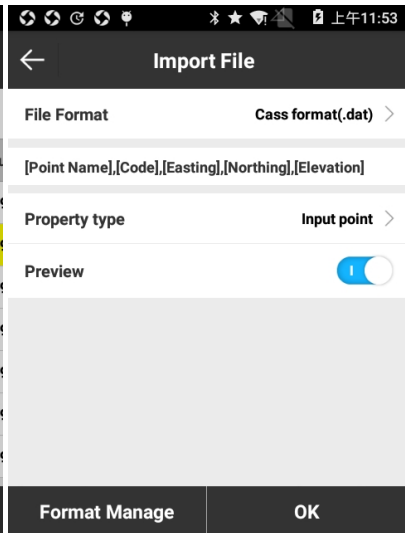 上午11:53
Import File
File Format Cass format(.dat)
[Point Name],[Code],[Easting],[Northing],[Elevation]
Property type Input point
Preview
Format Manage OK